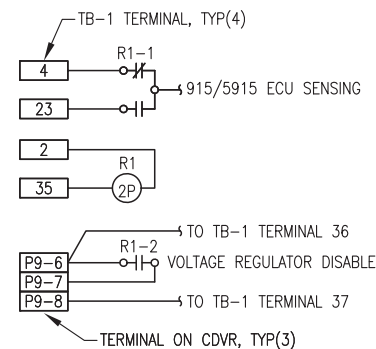 TB-1 TERMINAL, TYP(4)
R1-1
4
915/5915 ECU SENSING
23
2
R1
35
2P
TO TB-1 TERMINAL 36
R1-2
P9-6
VOLTAGE REGULATOR DISABLE
P9-7
P9-8
TO TB-1 TERMINAL 37
TERMINAL ON CDVR, TYP(3)